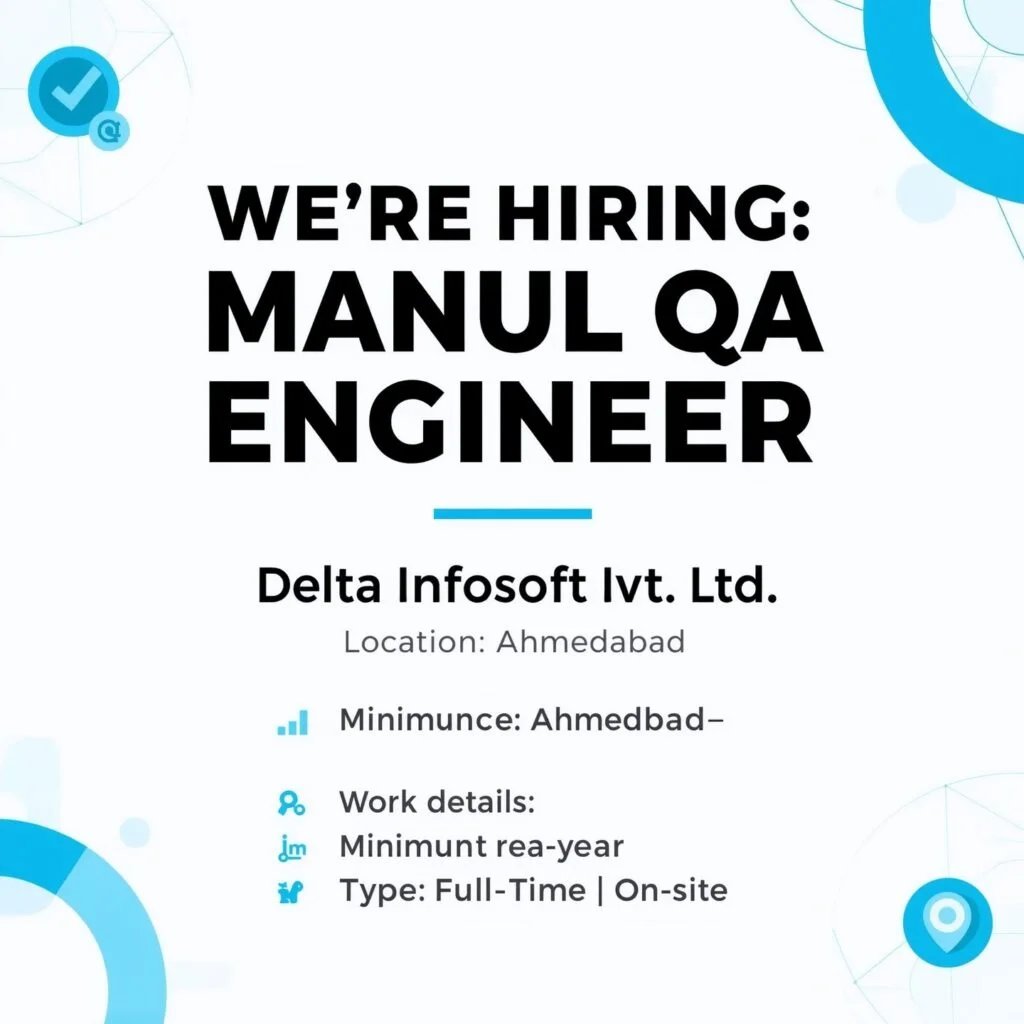 WE'RE HIRING:
MANUL QA
ENGINEER
Delta Infosoft Ivt. Ltd.
Location: Ahmedabad
Minimunce: Ahmedbad–
Work details:
Minimunt rea-year
Type: Full-Time | On-site